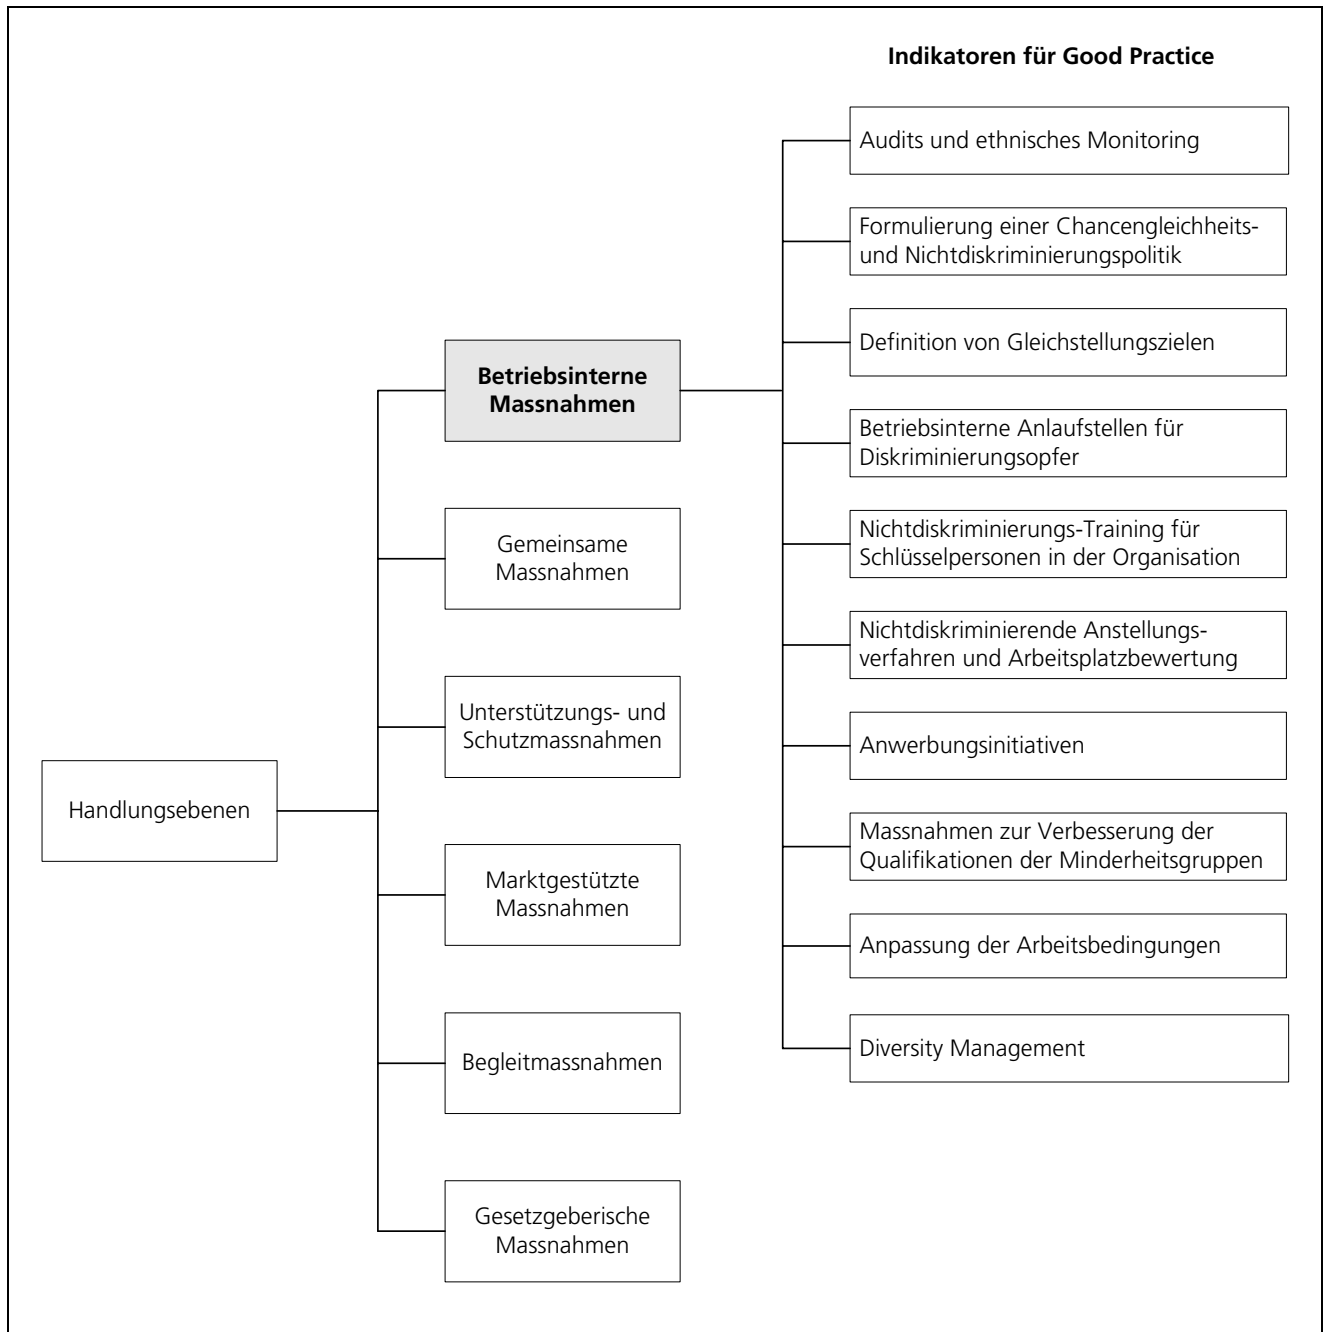 Indikatoren für Good Practice
Audits und ethnisches Monitoring
Formulierung einer Chancengleichheits-
und Nichtdiskriminierungspolitik
Definition von Gleichstellungszielen
Betriebsinterne
Massnahmen
Betriebsinterne Anlaufstellen für
Diskriminierungsopfer
Nichtdiskriminierungs-Training für
Schlüsselpersonen in der Organisation
Gemeinsame
Massnahmen
Nichtdiskriminierende Anstellungs-
verfahren und Arbeitsplatzbewertung
Unterstützungs- und
Schutzmassnahmen
Anwerbungsinitiativen
Handlungsebenen
Massnahmen zur Verbesserung der
Qualifikationen der Minderheitsgruppen
Marktgestützte
Massnahmen
Anpassung der Arbeitsbedingungen
Begleitmassnahmen
Diversity Management
Gesetzgeberische
Massnahmen